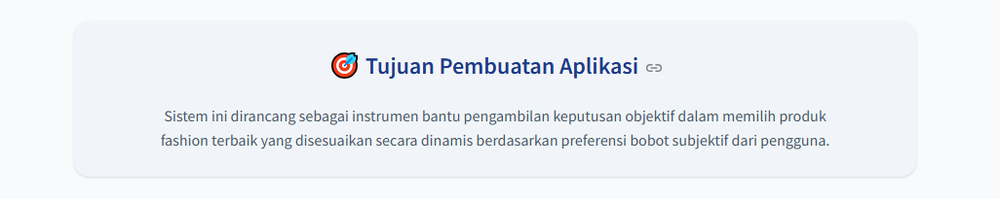 🎯 Tujuan Pembuatan Aplikasi
Sistem ini dirancang sebagai instrumen bantu pengambilan keputusan objektif dalam memilih produk
fashion terbaik yang disesuaikan secara dinamis berdasarkan preferensi bobot subjektif dari pengguna.